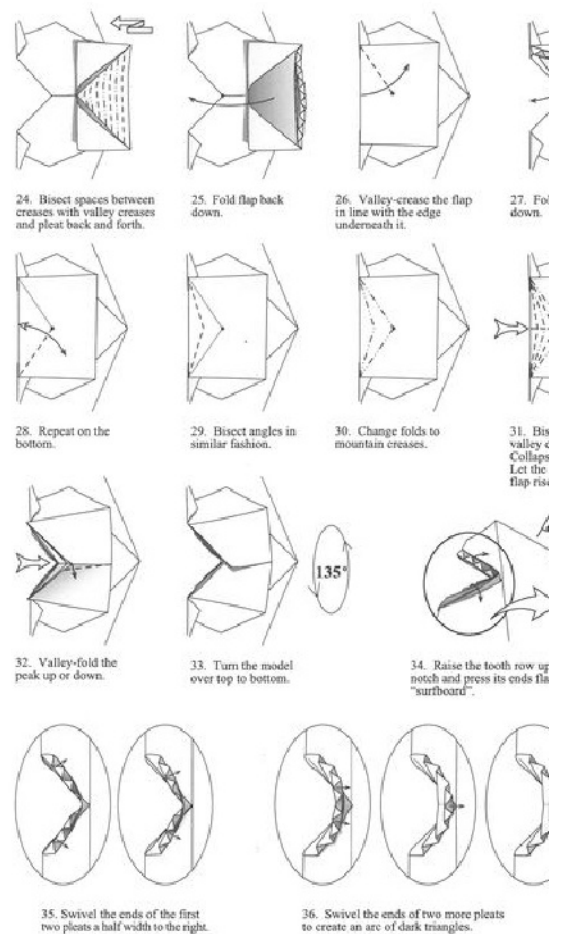 24. Bisect spaces between
creases with valley creases
and pleat back and forth.
25. Fold flap back
down.
26. Valley-crease the flap
in line with the edge
underneath it.
27. Fol
down.
28. Repeat on the
bottom.
29. Bisect angles in
similar fashion.
30. Change folds to
mountain creases.
31. Bis
valley c
Collaps
Let the
flap rise
32. Valley-fold the
peak up or down.
33. Turn the model
over top to bottom.
135°
34. Raise the tooth row up
notch and press its ends fla
"surfboard".
35. Swivel the ends of the first
two pleats a half width to the right.
36. Swivel the ends of two more pleats
to create an arc of dark triangles.